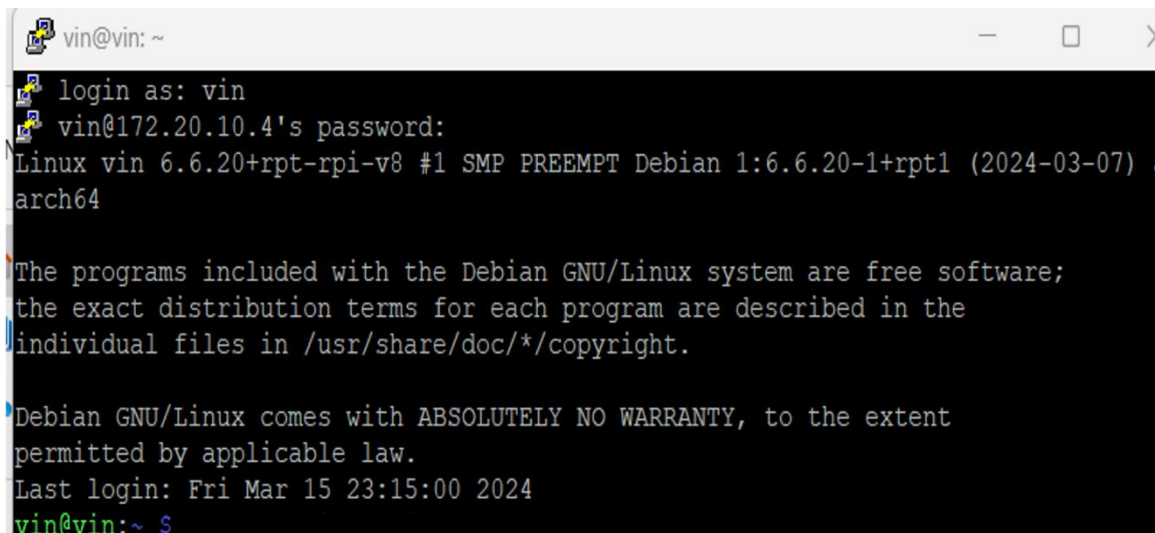 vin@vin: ~
login as: vin
vin@172.20.10.4's password:
Linux vin 6.6.20+rpt-rpi-v8 #1 SMP PREEMPT Debian 1:6.6.20-1+rpt1 (2024-03-07)
arch64

The programs included with the Debian GNU/Linux system are free software;
the exact distribution terms for each program are described in the
individual files in /usr/share/doc/*/copyright.

Debian GNU/Linux comes with ABSOLUTELY NO WARRANTY, to the extent
permitted by applicable law.
Last login: Fri Mar 15 23:15:00 2024
vin@vin:~ $